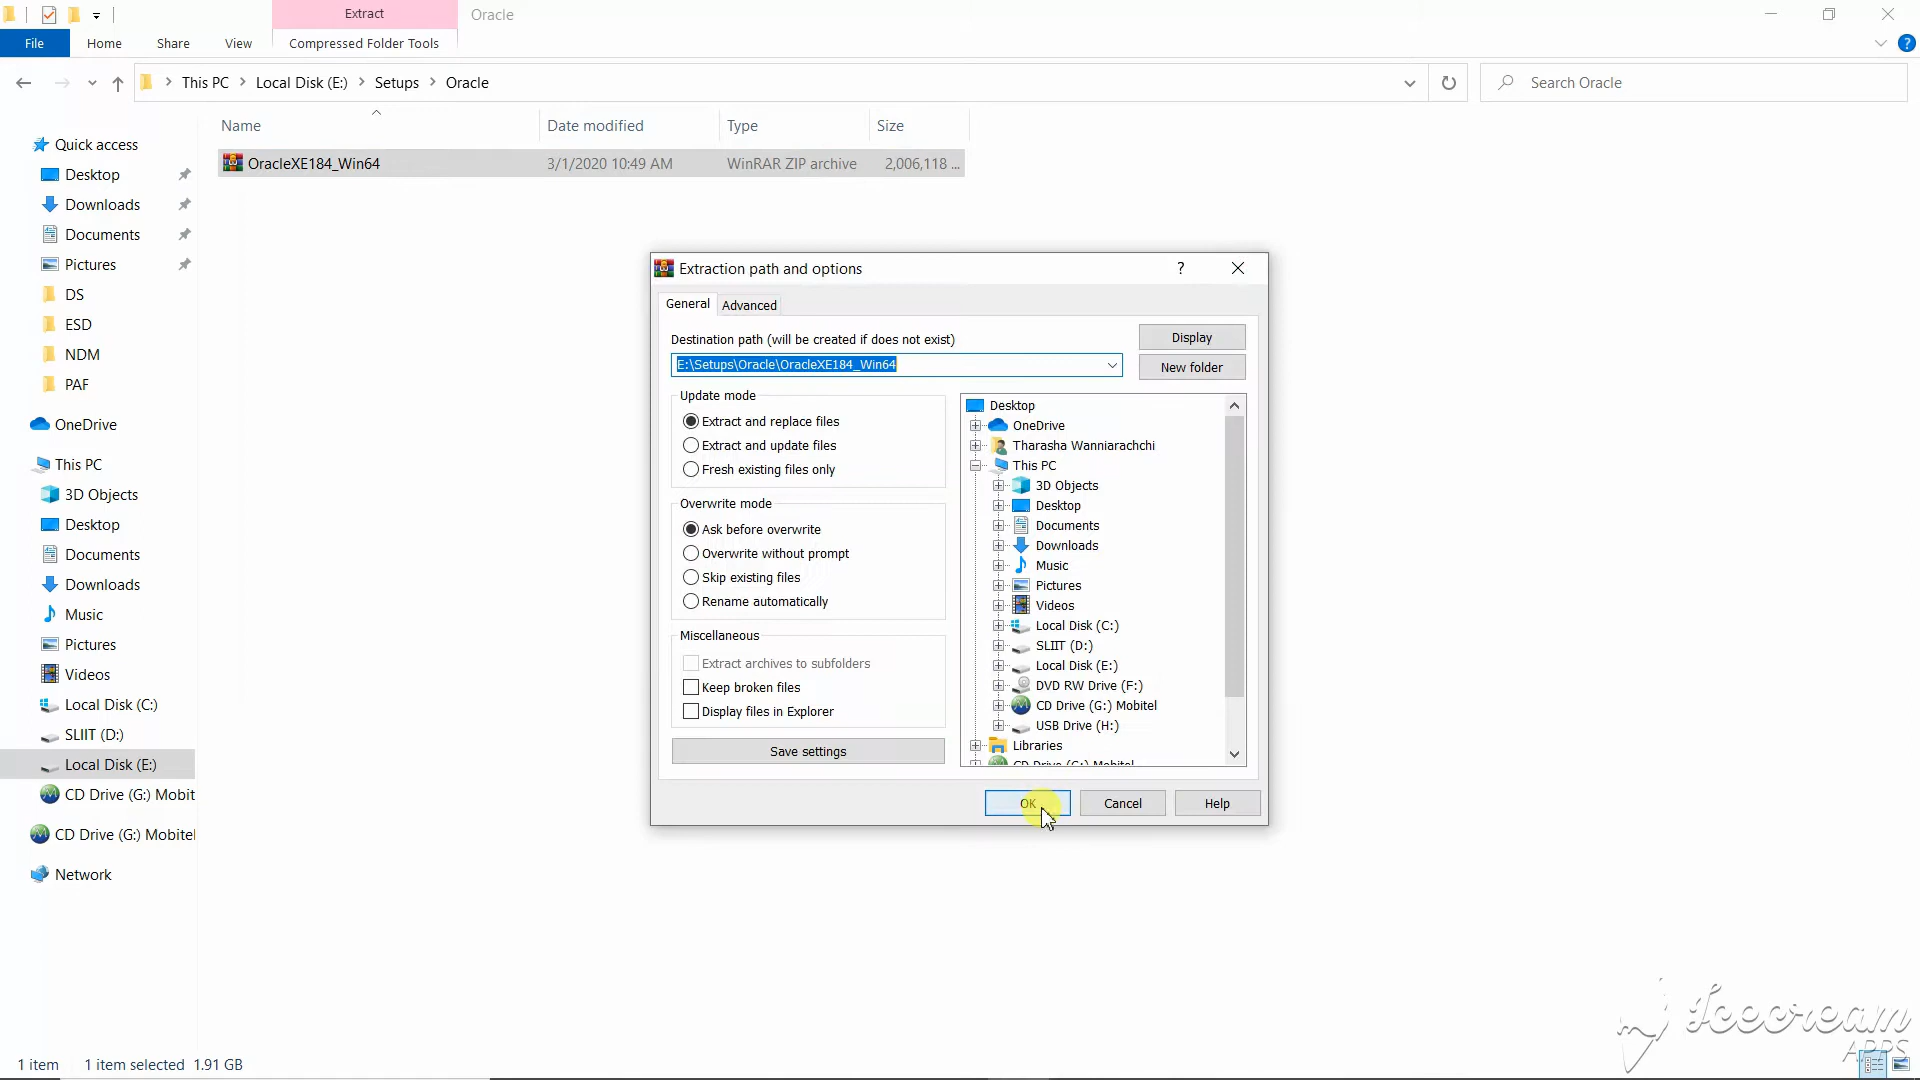 Extract
Oracle
File
Home
Share
View
Compressed Folder Tools
This PC
Local Disk (E:)
Setups
Oracle
Search Oracle
Name
Date modified
Type
Size
OracleXE184_Win64
3/1/2020 10:49 AM
WinRAR ZIP archive
2,006,118 ...
Quick access
Desktop
Downloads
Documents
Pictures
DS
ESD
NDM
PAF
OneDrive
This PC
3D Objects
Desktop
Documents
Downloads
Music
Pictures
Videos
Local Disk (C:)
SLIIT (D:)
Local Disk (E:)
CD Drive (G:) Mobit
CD Drive (G:) Mobitel
Network
Extraction path and options
?
General
Advanced
Destination path (will be created if does not exist)
E:\Setups\Oracle\OracleXE184_Win64
Display
New folder
Update mode
Extract and replace files
Extract and update files
Fresh existing files only
Overwrite mode
Ask before overwrite
Overwrite without prompt
Skip existing files
Rename automatically
Miscellaneous
Extract archives to subfolders
Keep broken files
Display files in Explorer
Save settings
Desktop
OneDrive
Tharasha Wanniarachchi
This PC
3D Objects
Desktop
Documents
Downloads
Music
Pictures
Videos
Local Disk (C:)
SLIIT (D:)
Local Disk (E:)
DVD RW Drive (F:)
CD Drive (G:) Mobitel
USB Drive (H:)
Libraries
CD Drive (G:) Mobitel
OK
Cancel
Help
1 item
1 item selected 1.91 GB
Icecream
APPS